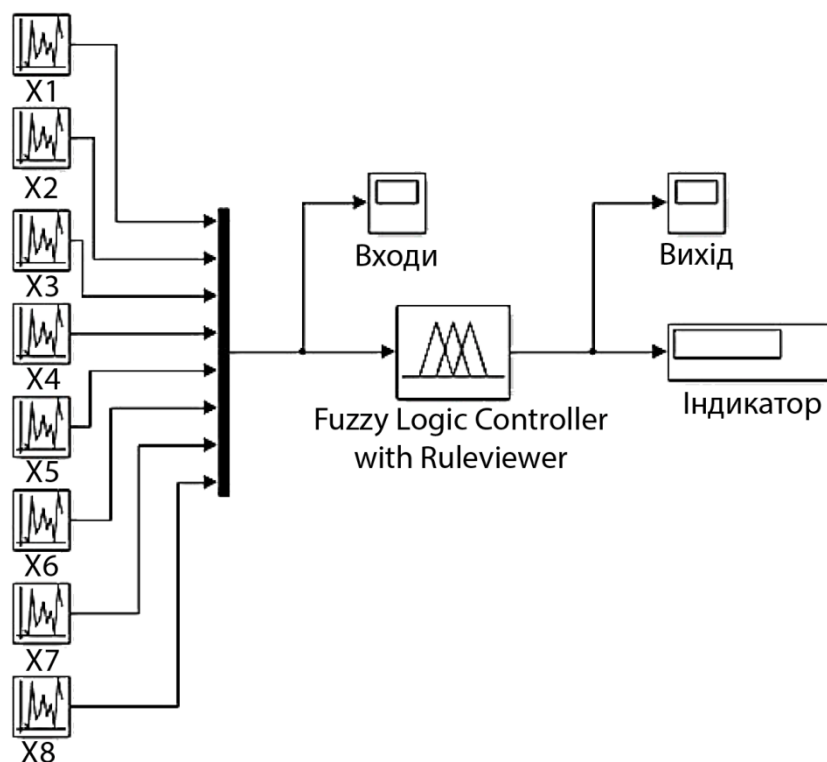 X1
X2
X3
X4
X5
X6
X7
X8
Входи
Вихід
Fuzzy Logic Controller
with Ruleviewer
Індикатор